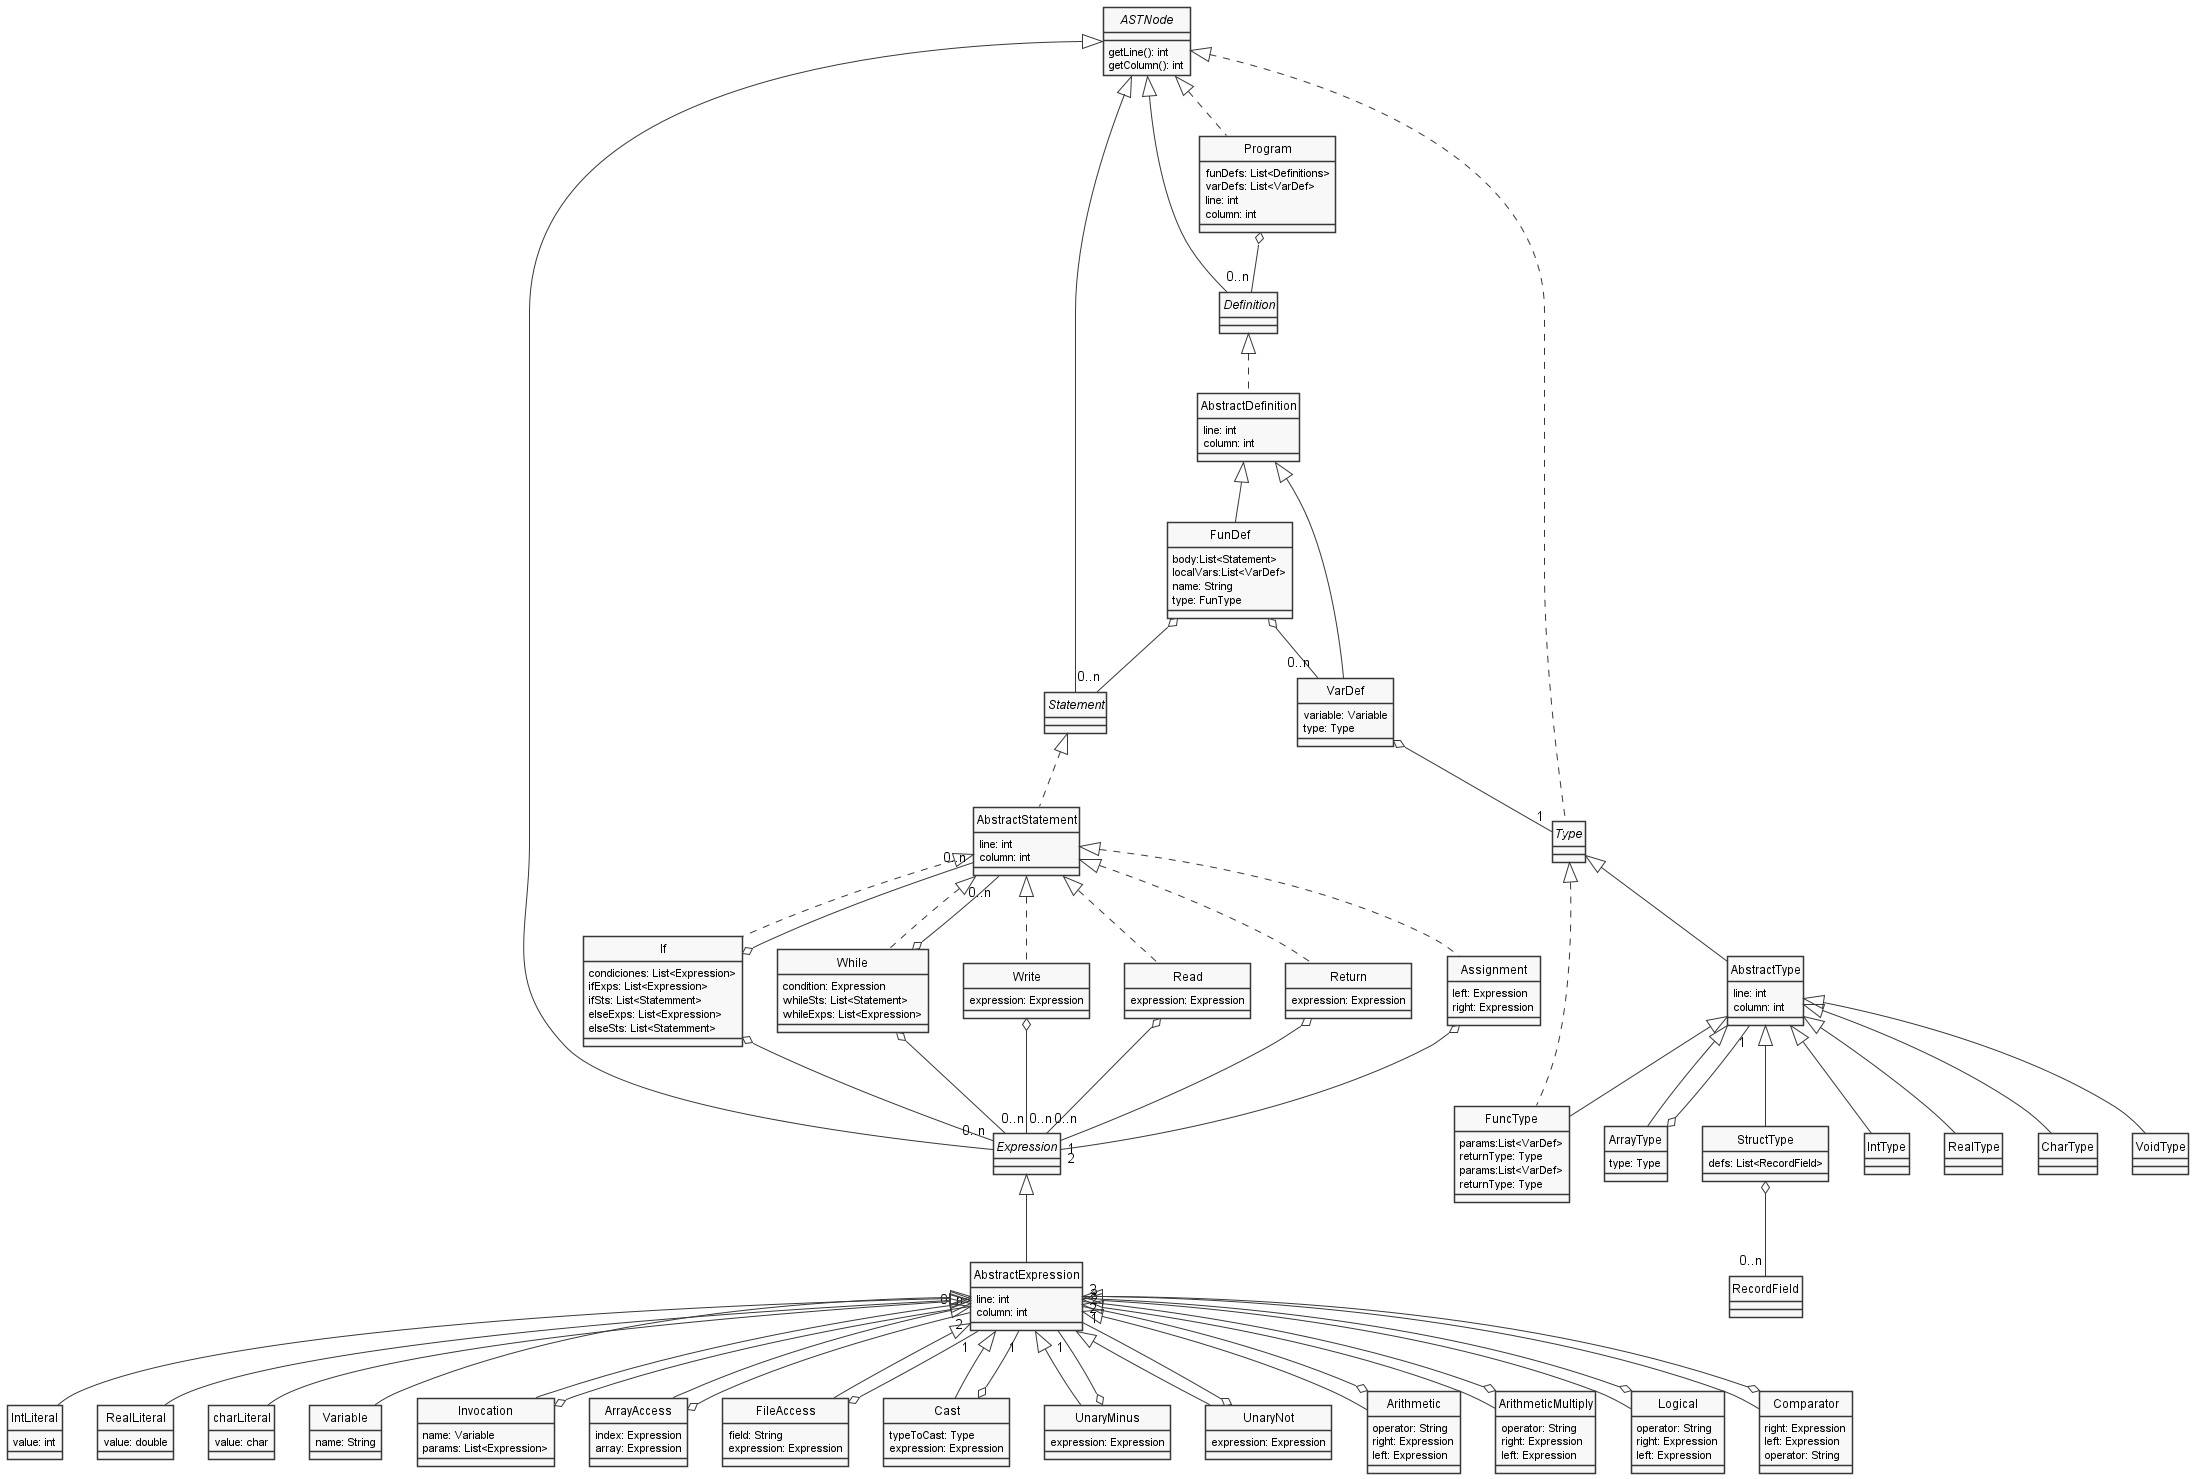 ASTNode
getLine(): int
getColumn(): int
Program
funDefs: List<Definitions>
varDefs: List<VarDef>
line: int
column: int
0..n
Definition
AbstractDefinition
line: int
column: int
FunDef
body:List<Statement>
localVars:List<VarDef>
name: String
type: FunType
0..n
0..n
Statement
VarDef
variable: Variable
type: Type
1
Type
AbstractStatement
line: int
column: int
0..n
0..n
If
condiciones: List<Expression>
ifExps: List<Expression>
ifSts: List<Statemment>
elseExps: List<Expression>
elseSts: List<Statemment>
While
condition: Expression
whileSts: List<Statement>
whileExps: List<Expression>
Write
expression: Expression
Read
expression: Expression
Return
expression: Expression
Assignment
left: Expression
right: Expression
AbstractType
line: int
column: int
1
0..n
0..n
0..n
0..n
1
2
Expression
FuncType
params:List<VarDef>
returnType: Type
params:List<VarDef>
returnType: Type
ArrayType
type: Type
StructType
defs: List<RecordField>
IntType
RealType
CharType
VoidType
0..n
RecordField
AbstractExpression
line: int
column: int
0..n
2
1
1
1
1
2
2
IntLiteral
value: int
RealLiteral
value: double
charLiteral
value: char
Variable
name: String
Invocation
name: Variable
params: List<Expression>
ArrayAccess
index: Expression
array: Expression
FileAccess
field: String
expression: Expression
Cast
typeToCast: Type
expression: Expression
UnaryMinus
expression: Expression
UnaryNot
expression: Expression
Arithmetic
operator: String
right: Expression
left: Expression
ArithmeticMultiply
operator: String
right: Expression
left: Expression
Logical
operator: String
right: Expression
left: Expression
Comparator
right: Expression
left: Expression
operator: String